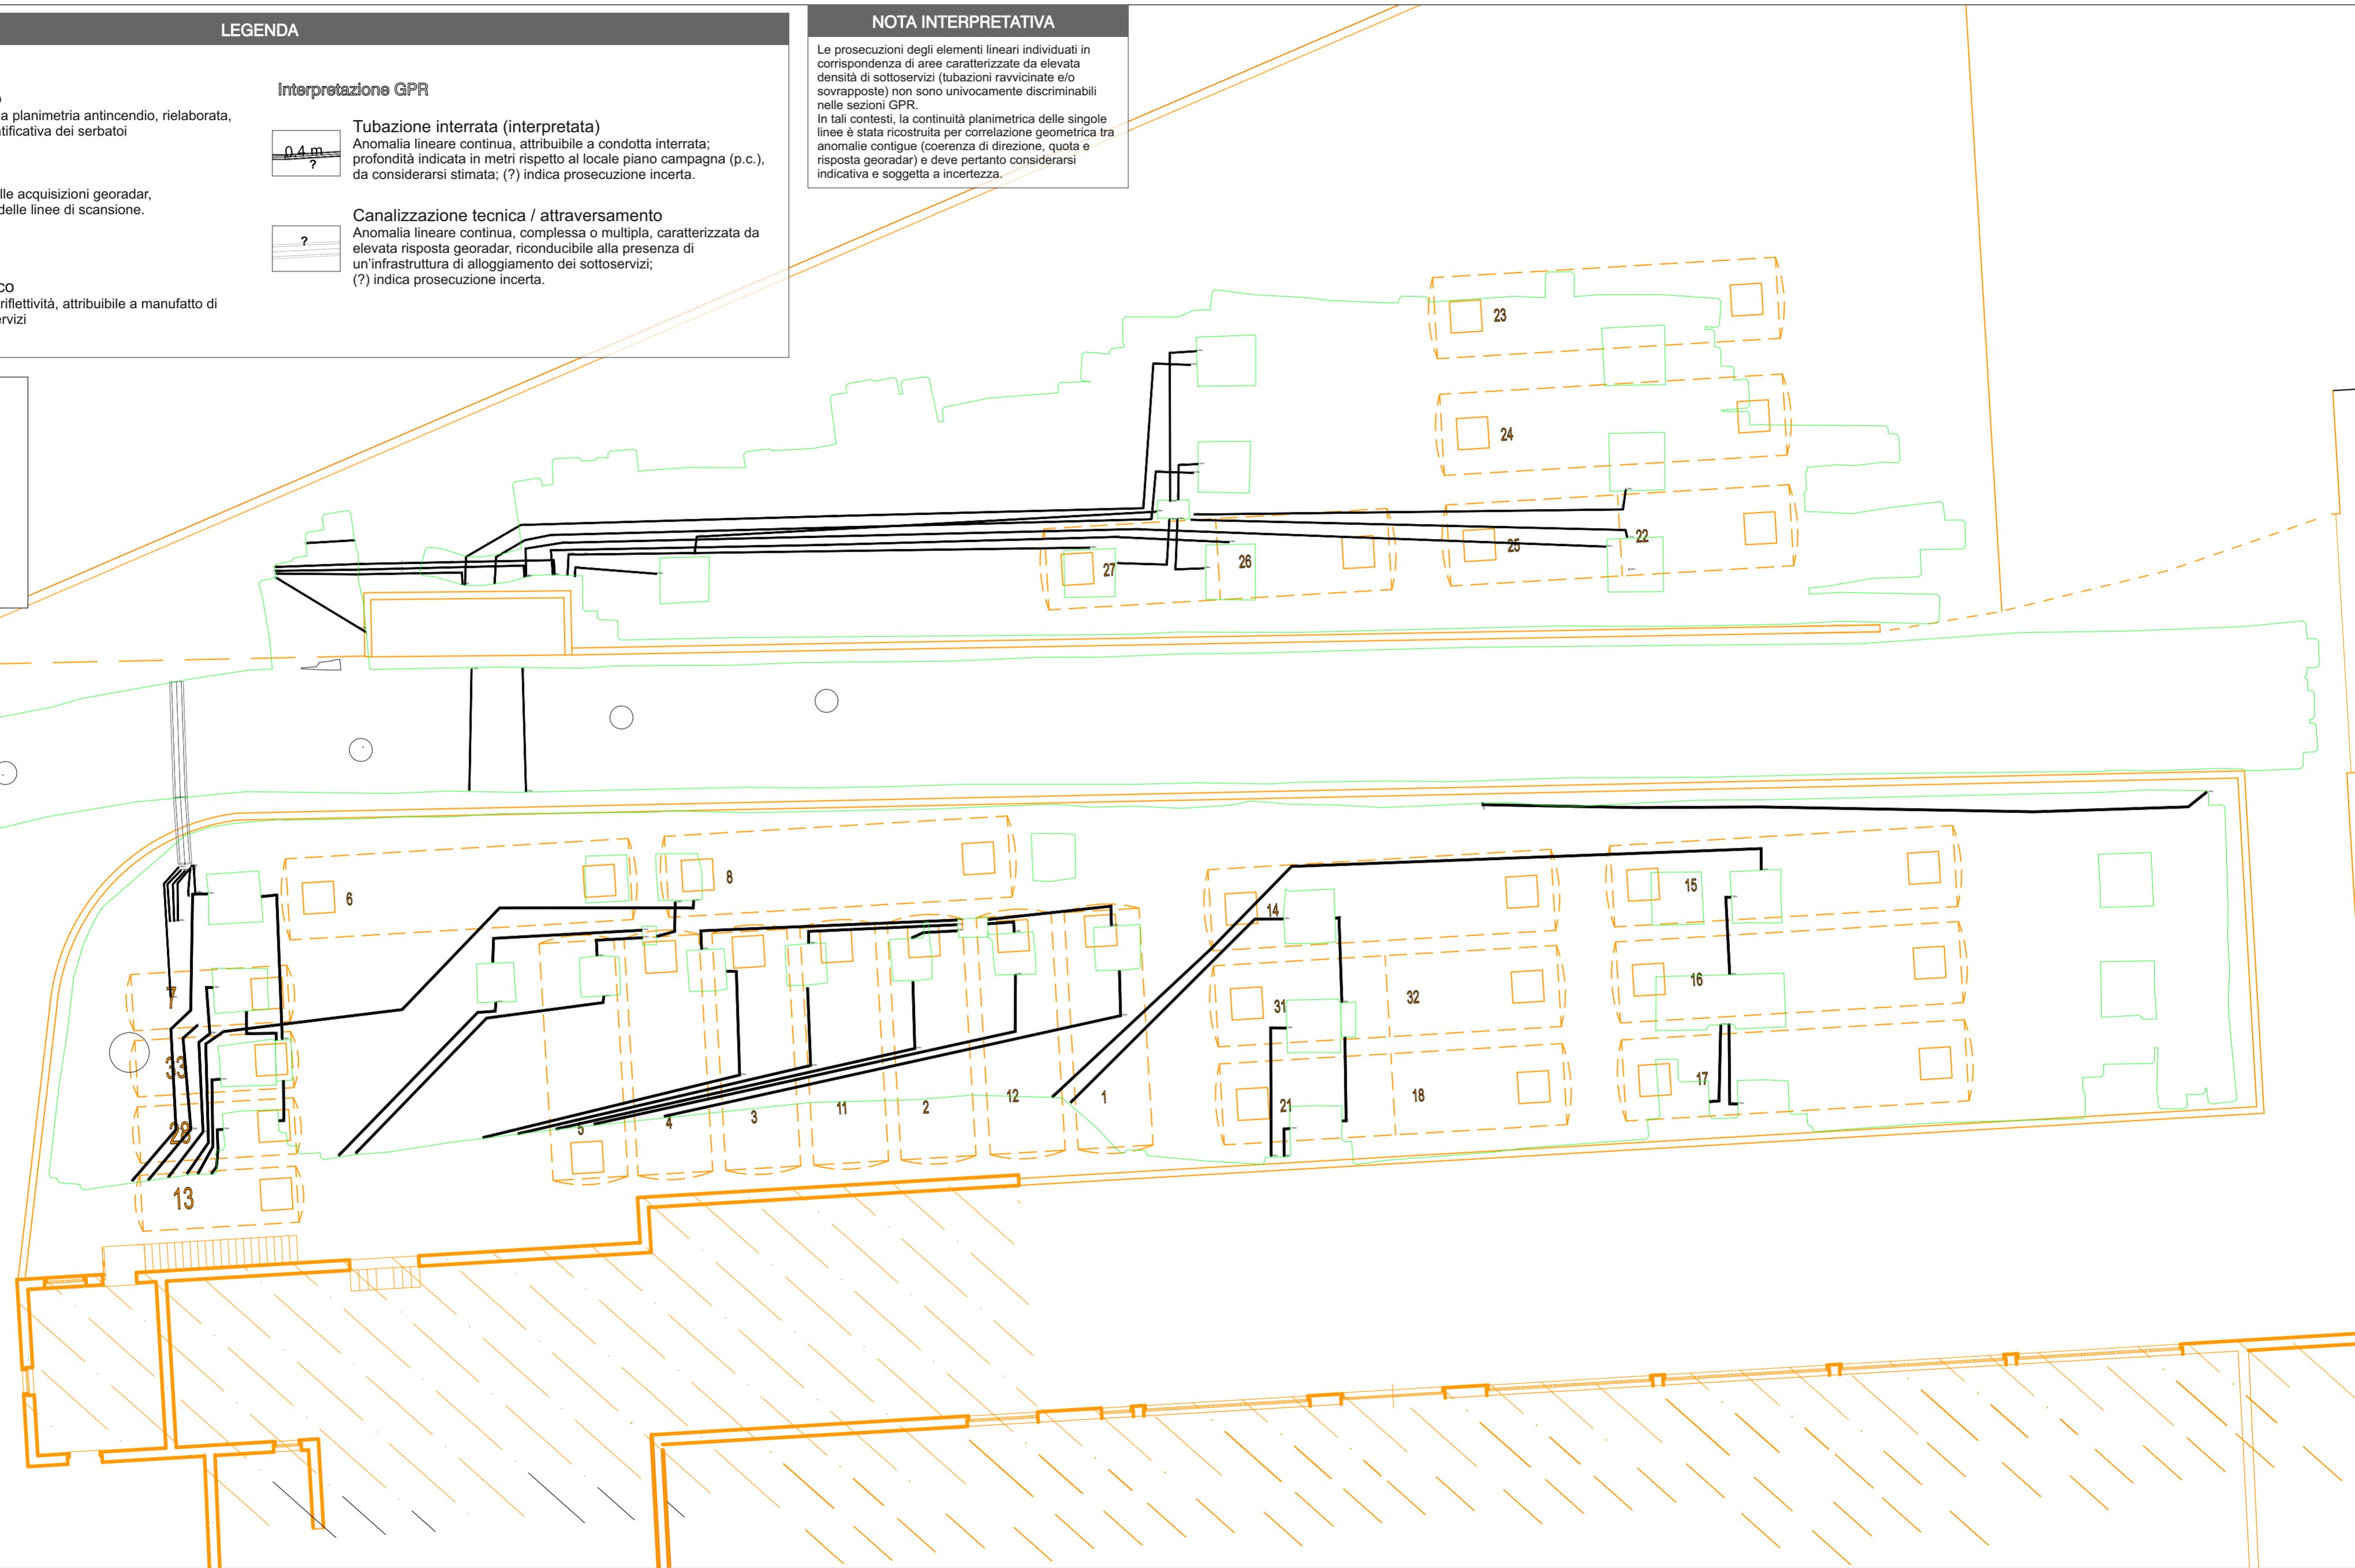 LEGENDA
a planimetria antincendio, rielaborata,
ntificativa dei serbatoi
lle acquisizioni georadar,
delle linee di scansione.
co
riflettività, attribuibile a manufatto di
ervizi
Interpretazione GPR
0.4 m
?
Tubazione interrata (interpretata)
Anomalia lineare continua, attribuibile a condotta interrata;
profondità indicata in metri rispetto al locale piano campagna (p.c.),
da considerarsi stimata; (?) indica prosecuzione incerta.
?
Canalizzazione tecnica / attraversamento
Anomalia lineare continua, complessa o multipla, caratterizzata da
elevata risposta georadar, riconducibile alla presenza di
un'infrastruttura di alloggiamento dei sottoservizi;
(?) indica prosecuzione incerta.
NOTA INTERPRETATIVA
Le prosecuzioni degli elementi lineari individuati in
corrispondenza di aree caratterizzate da elevata
densità di sottoservizi (tubazioni ravvicinate e/o
sovrapposte) non sono univocamente discriminabili
nelle sezioni GPR.
In tali contesti, la continuità planimetrica delle singole
linee è stata ricostruita per correlazione geometrica tra
anomalie contigue (coerenza di direzione, quota e
risposta georadar) e deve pertanto considerarsi
indicativa e soggetta a incertezza.
23
24
25
22
27
26
6
8
14
15
7
31
32
16
33
28
5
4
3
11
2
12
1
21
18
17
13